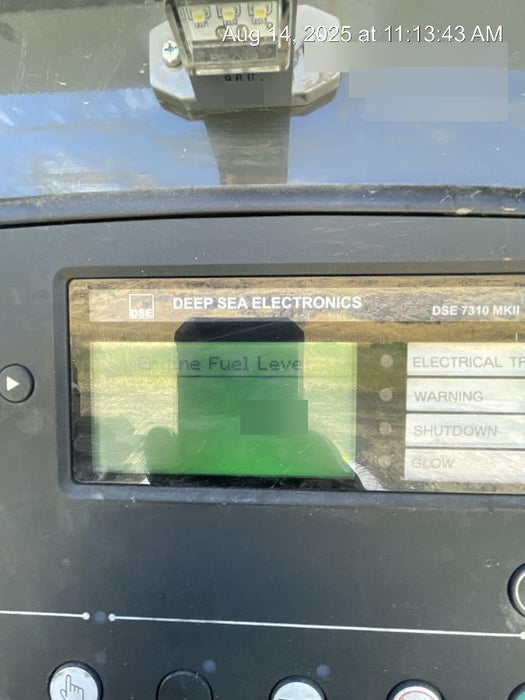 Aug 14, 2025 at 11:13:43 AM
DEEP SEA ELECTRONICS
DSE
DSE 7310 MKII
Engine Fuel Leve
ELECTRICAL TR
WARNING
SHUTDOWN
GLOW